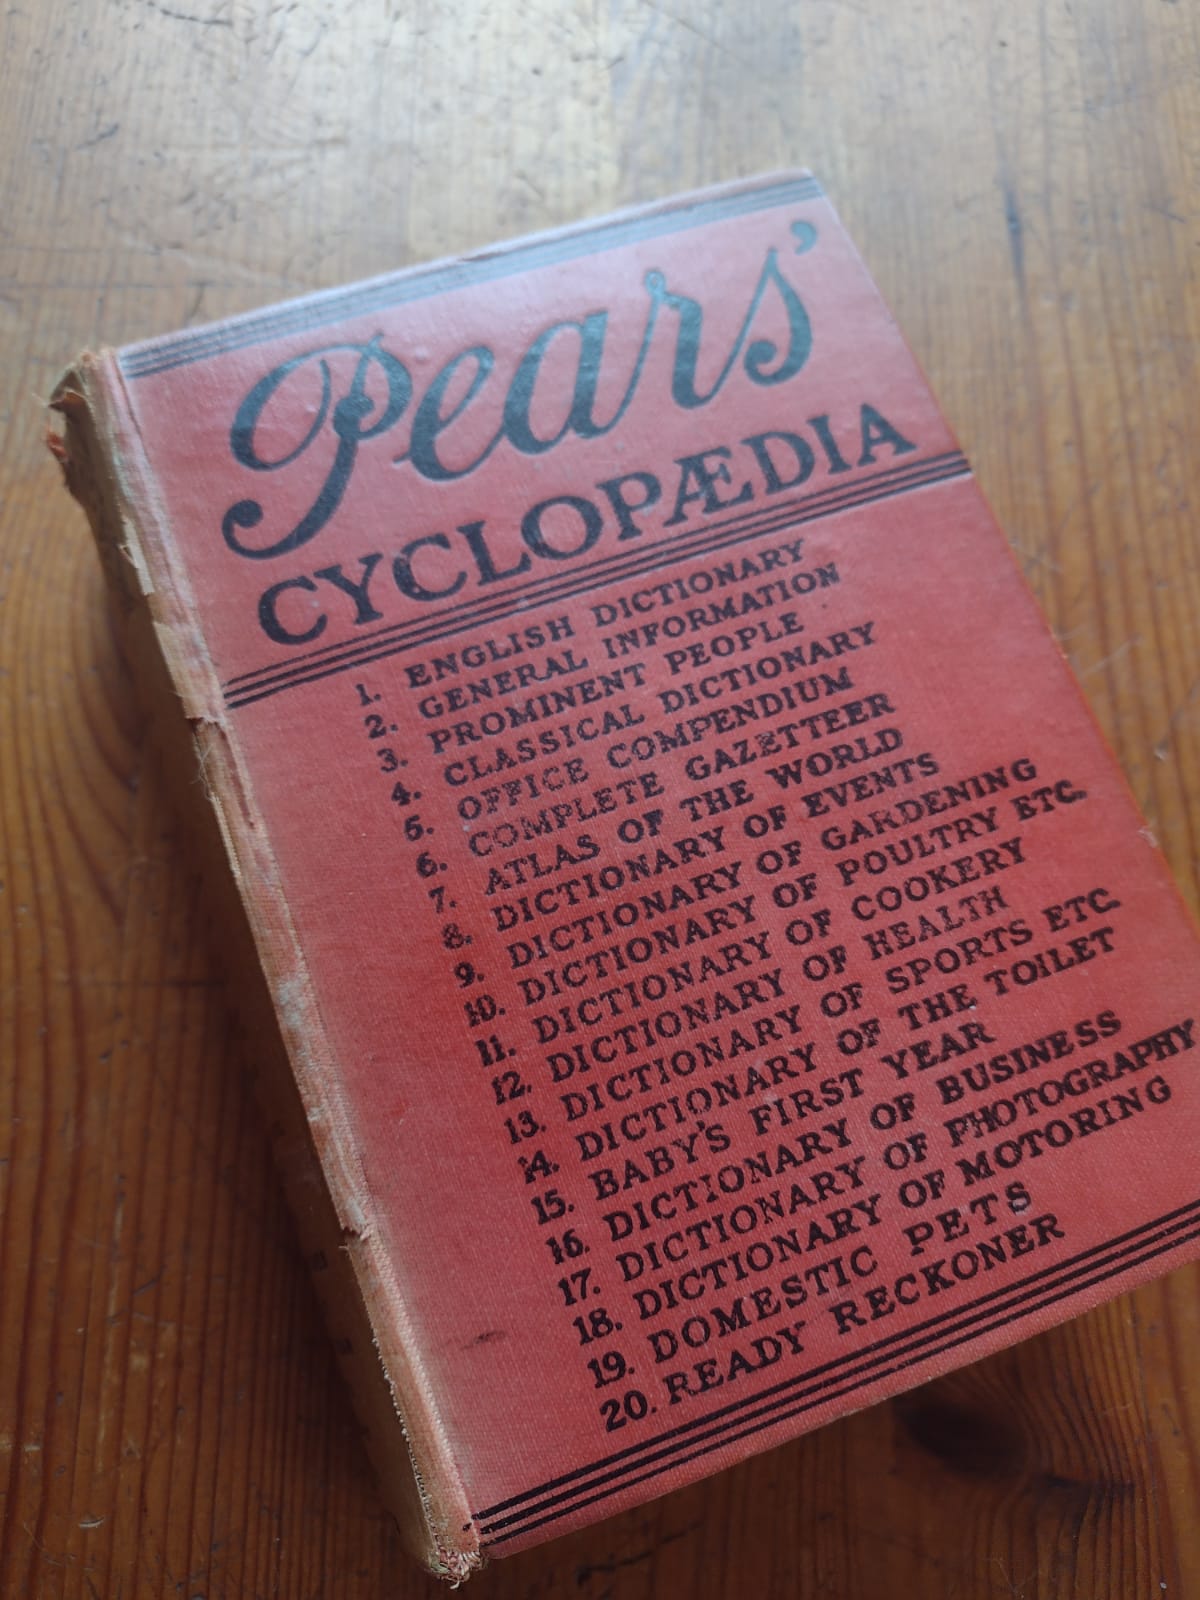 Pears'
CYCLOPÆDIA
1. ENGLISH DICTIONARY
2. GENERAL INFORMATION
3. PROMINENT PEOPLE
4. CLASSICAL DICTIONARY
5. OFFICE COMPENDIUM
6. COMPLETE GAZETTEER
7. ATLAS OF THE WORLD
8. DICTIONARY OF EVENTS
9. DICTIONARY OF GARDENING
10. DICTIONARY OF POULTRY ETC.
11. DICTIONARY OF COOKERY
12. DICTIONARY OF HEALTH
13. DICTIONARY OF SPORTS ETC.
14. DICTIONARY OF THE TOILET
15. BABY'S FIRST YEAR
16. DICTIONARY OF BUSINESS
17. DICTIONARY OF PHOTOGRAPHY
18. DICTIONARY OF MOTORING
19. DOMESTIC PETS
20. READY RECKONER